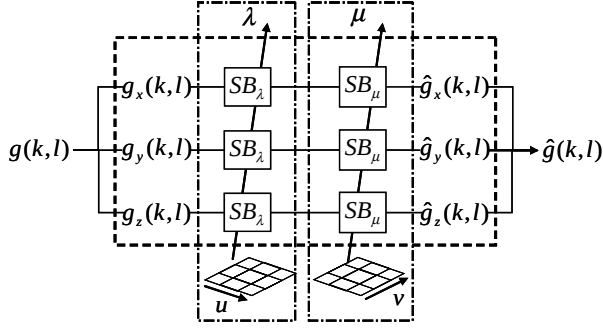 λ μ
g_x(k,l) SB_λ SB_μ ĝ_x(k,l)
g(k,l) g_y(k,l) SB_λ SB_μ ĝ_y(k,l) ĝ(k,l)
g_z(k,l) SB_λ SB_μ ĝ_z(k,l)
u v